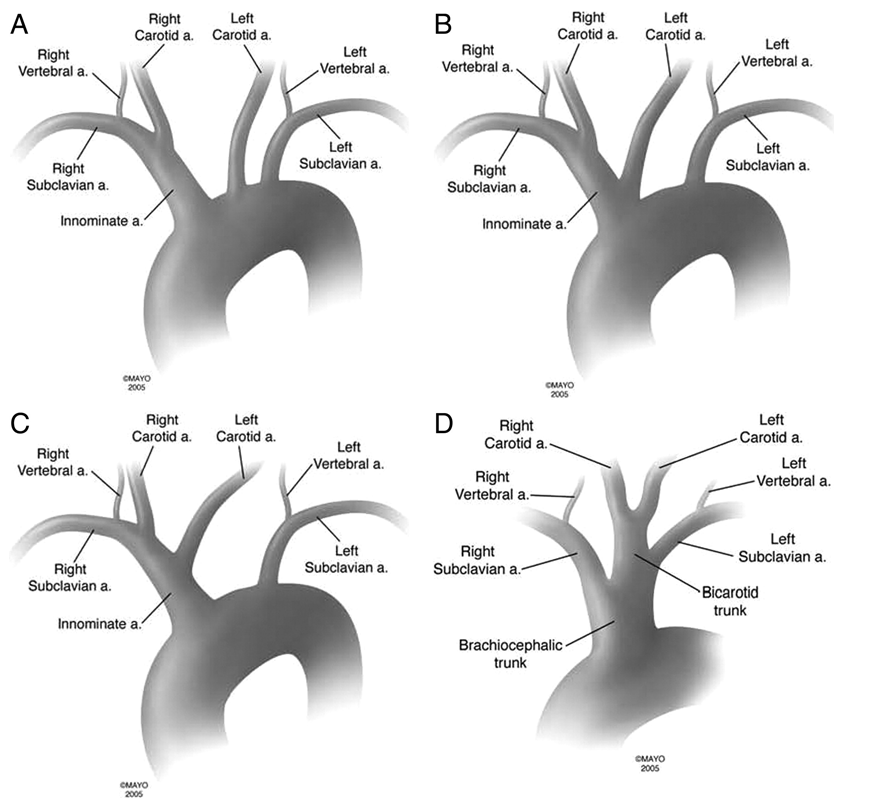 A
Right
Carotid a.
Left
Carotid a.
Right
Vertebral a.
Left
Vertebral a.
Right
Subclavian a.
Left
Subclavian a.
Innominate a.
©MAYO
2005
B
Right
Carotid a.
Left
Carotid a.
Right
Vertebral a.
Left
Vertebral a.
Right
Subclavian a.
Left
Subclavian a.
Innominate a.
©MAYO
2005
C
Right
Carotid a.
Left
Carotid a.
Right
Vertebral a.
Left
Vertebral a.
Right
Subclavian a.
Left
Subclavian a.
Innominate a.
©MAYO
2005
D
Right
Carotid a.
Left
Carotid a.
Right
Vertebral a.
Left
Vertebral a.
Right
Subclavian a.
Left
Subclavian a.
Bicarotid
trunk
Brachiocephalic
trunk
©MAYO
2005